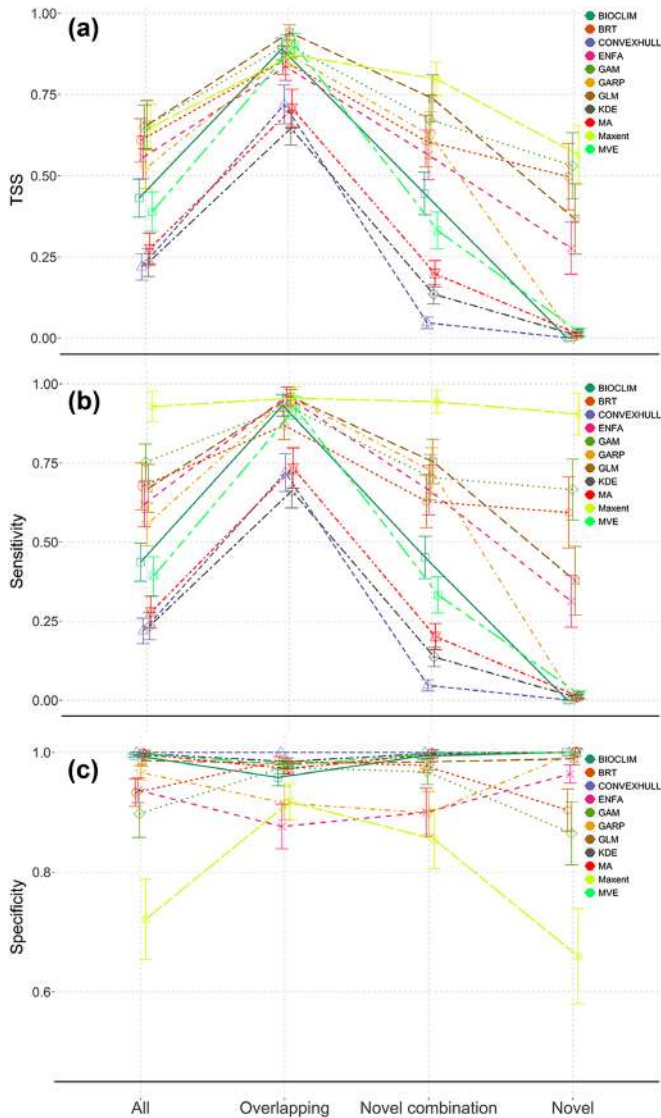 (a)
TSS
1.00
0.75
0.50
0.25
0.00
BIOCLIM
BRT
CONVEXHULL
ENFA
GAM
GARP
GLM
KDE
MA
Maxent
MVE
(b)
Sensitivity
1.00
0.75
0.50
0.25
0.00
BIOCLIM
BRT
CONVEXHULL
ENFA
GAM
GARP
GLM
KDE
MA
Maxent
MVE
(c)
Specificity
1.0
0.8
0.6
BIOCLIM
BRT
CONVEXHULL
ENFA
GAM
GARP
GLM
KDE
MA
Maxent
MVE
All Overlapping Novel combination Novel